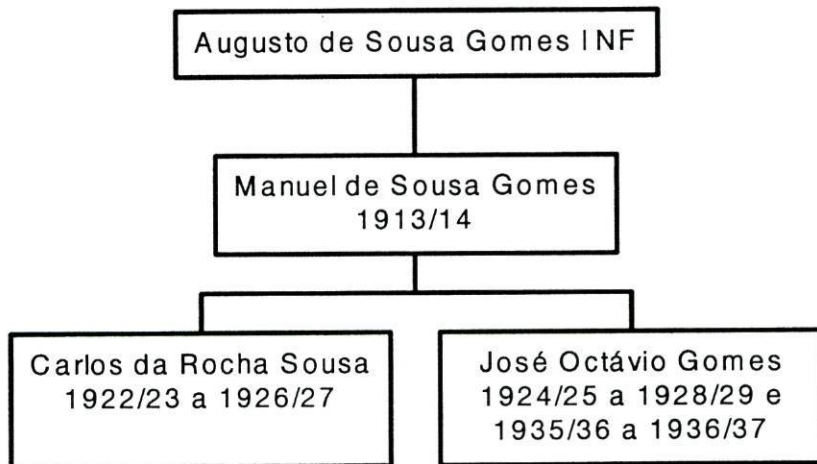 Augusto de Sousa Gomes INF
Manuel de Sousa Gomes
1913/14
Carlos da Rocha Sousa
1922/23 a 1926/27
José Octávio Gomes
1924/25 a 1928/29 e
1935/36 a 1936/37